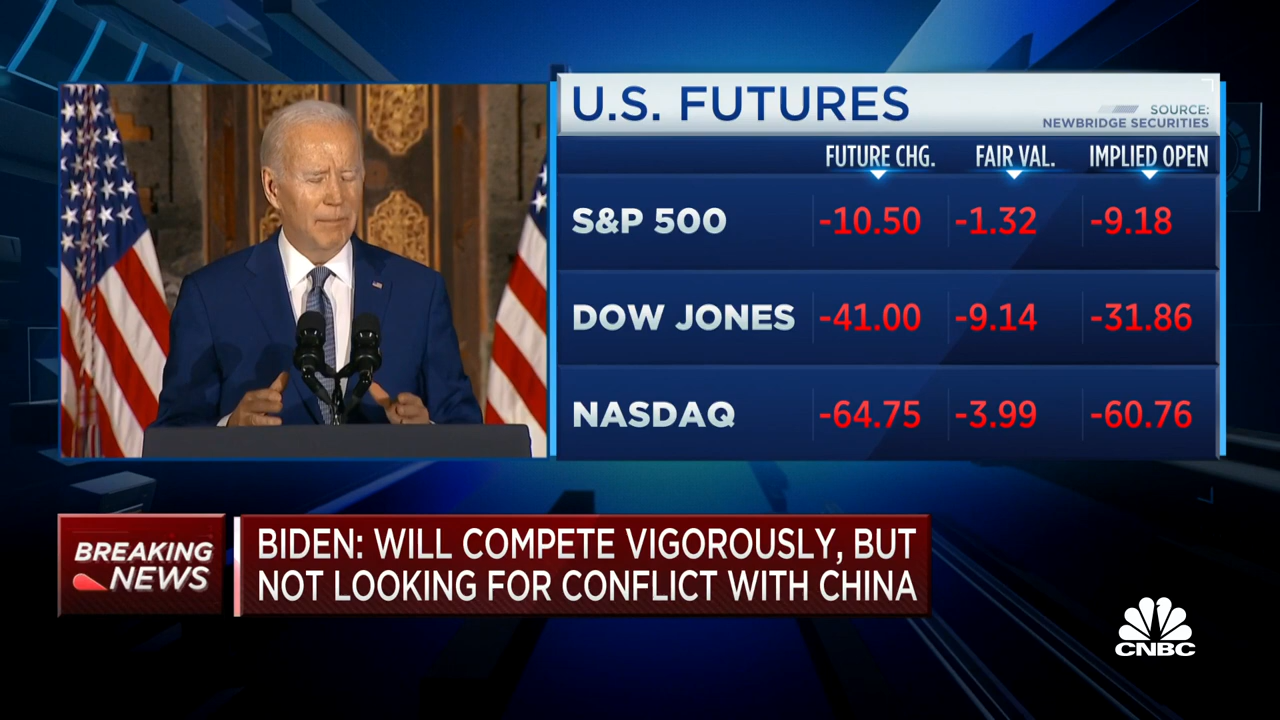 U.S. FUTURES
SOURCE:
NEWBRIDGE SECURITIES
FUTURE CHG. FAIR VAL. IMPLIED OPEN
S&P 500 -10.50 -1.32 -9.18
DOW JONES -41.00 -9.14 -31.86
NASDAQ -64.75 -3.99 -60.76
BREAKING
NEWS
BIDEN: WILL COMPETE VIGOROUSLY, BUT
NOT LOOKING FOR CONFLICT WITH CHINA
CNBC